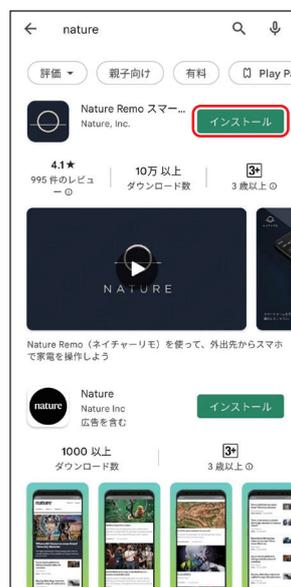 nature
評価
親子向け
有料
Play P
Nature Remo スマー...
Nature, Inc.
インストール
4.1★
995 件のレビュ
ー
10万 以上
ダウンロード数
3+
3 歳以上
NATURE
Nature Remo（ネイチャーリモ）を使って、外出先からスマホ
で家電を操作しよう
nature
Nature
Nature Inc
広告を含む
インストール
1000 以上
ダウンロード数
3+
3 歳以上
nature